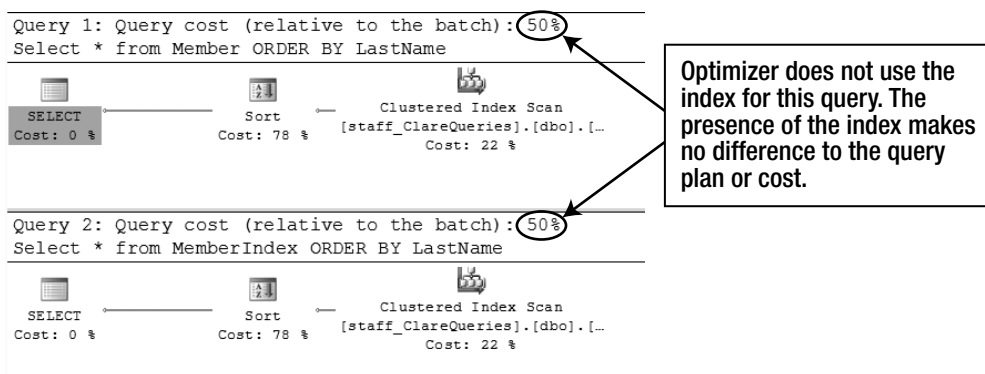 Query 1: Query cost (relative to the batch): 50%
Select * from Member ORDER BY LastName
SELECT
Cost: 0 %
Sort
Cost: 78 %
Clustered Index Scan
[staff_ClareQueries].[dbo].[…
Cost: 22 %
Optimizer does not use the
index for this query. The
presence of the index makes
no difference to the query
plan or cost.
Query 2: Query cost (relative to the batch): 50%
Select * from MemberIndex ORDER BY LastName
SELECT
Cost: 0 %
Sort
Cost: 78 %
Clustered Index Scan
[staff_ClareQueries].[dbo].[…
Cost: 22 %